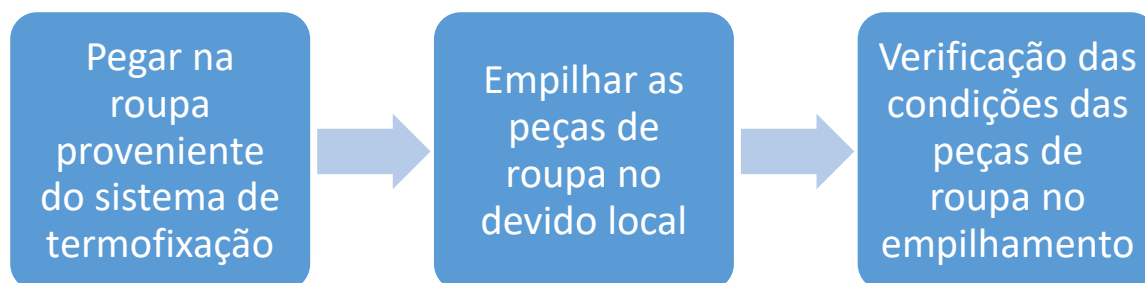 Pegar na
roupa
proveniente
do sistema de
termofixação
Empilhar as
peças de
roupa no
devido local
Verificação das
condições das
peças de
roupa no
empilhamento